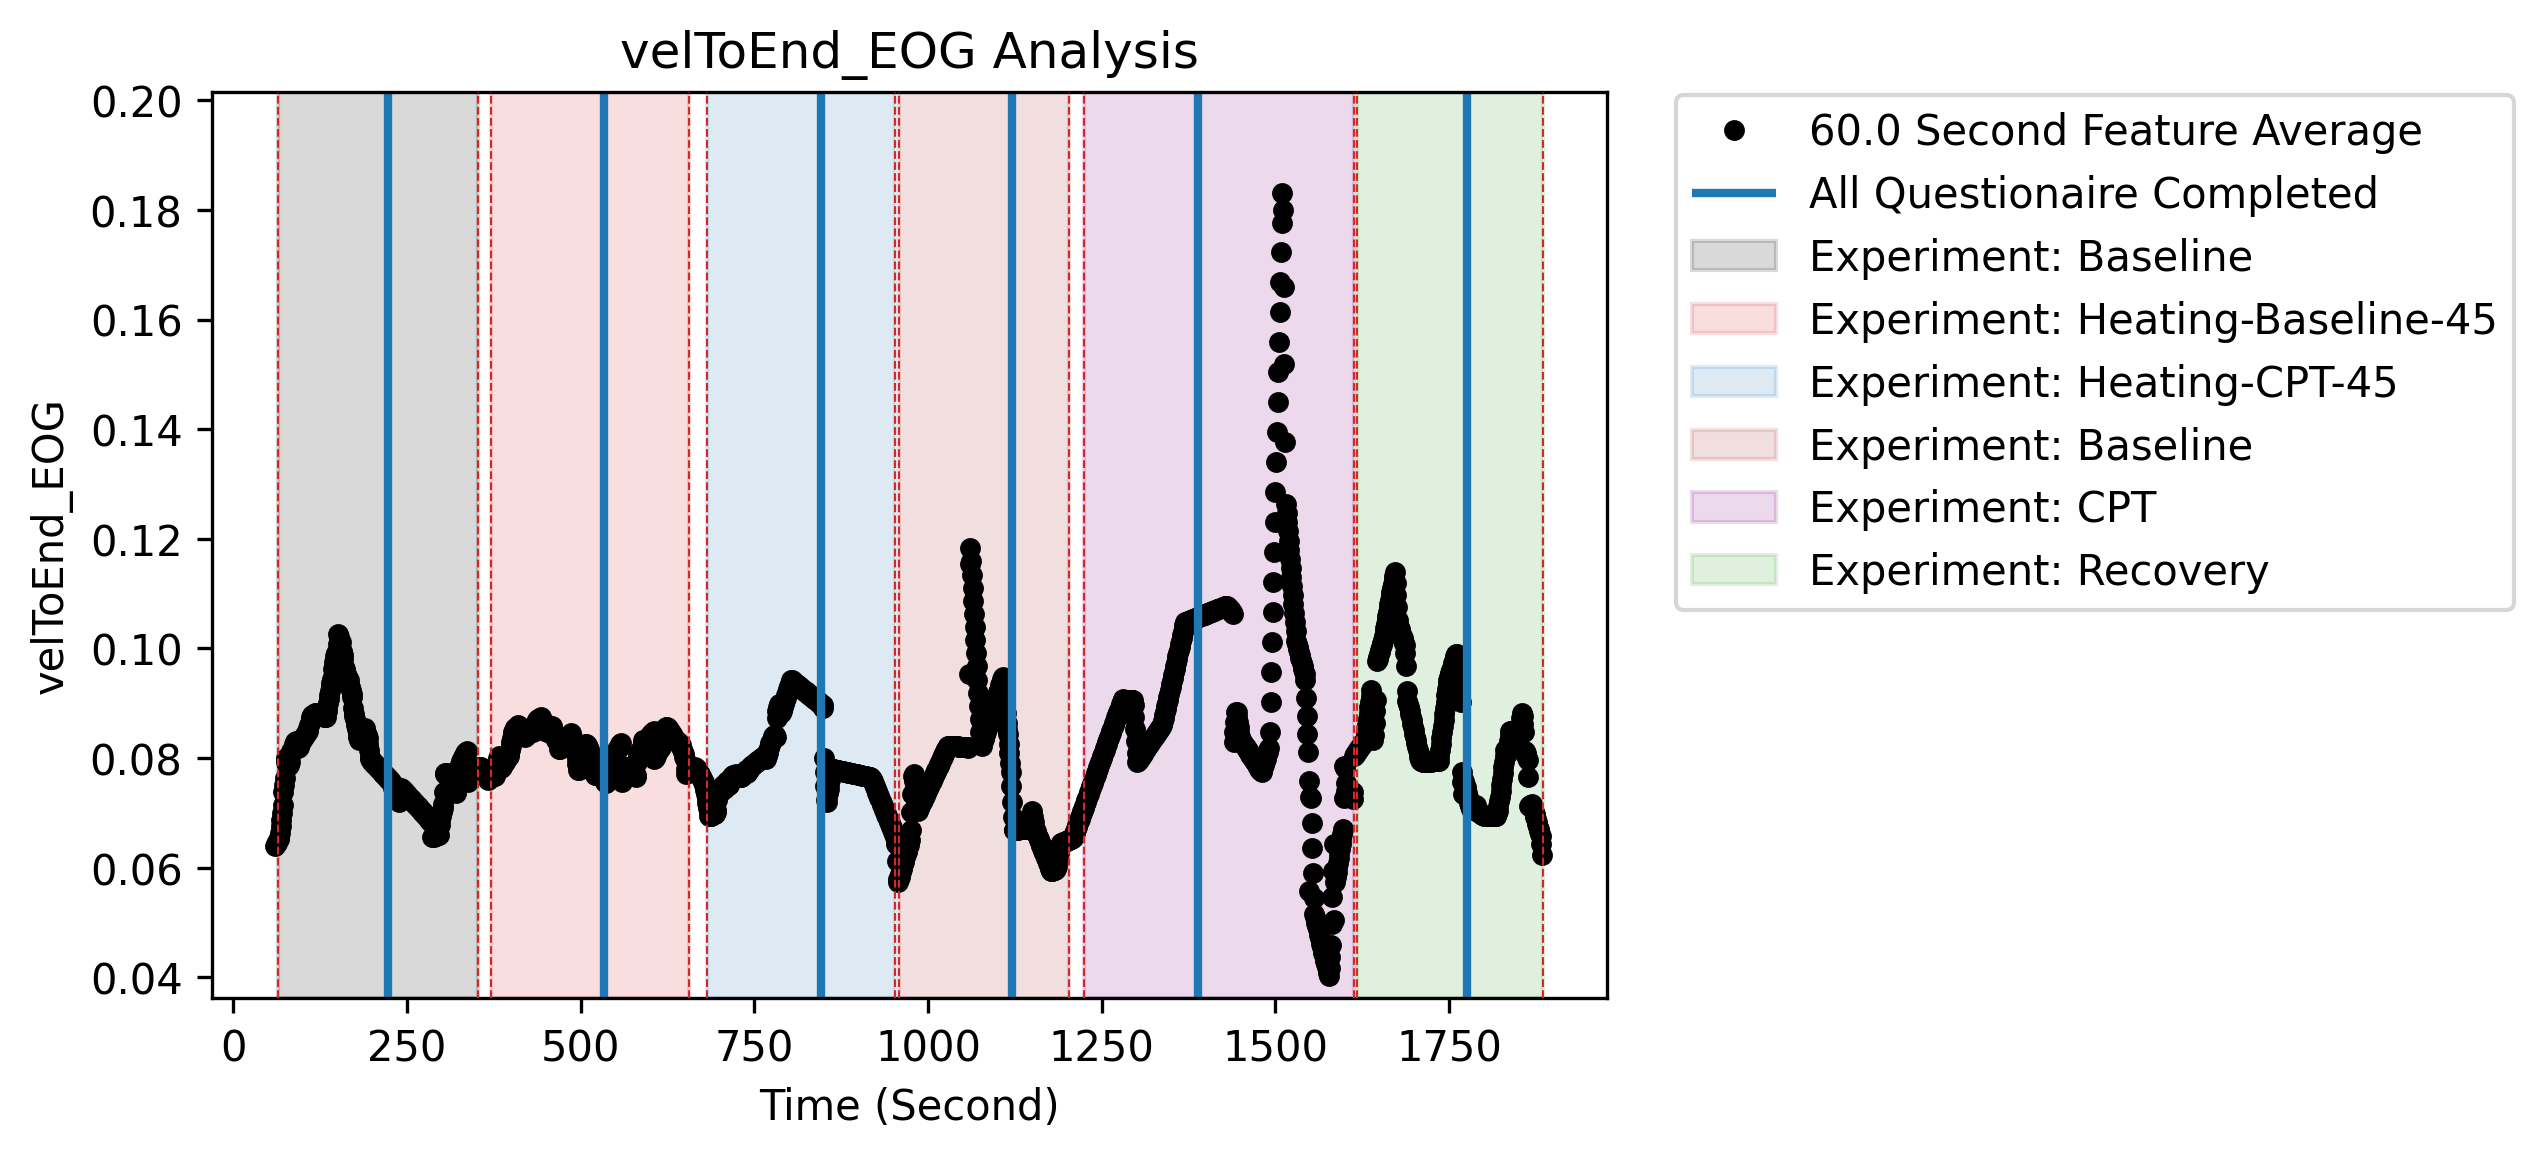 velToEnd_EOG Analysis
0.20
0.18
0.16
0.14
0.12
0.10
0.08
0.06
0.04
velToEnd_EOG
0
250
500
750
1000
1250
1500
1750
Time (Second)
60.0 Second Feature Average
All Questionaire Completed
Experiment: Baseline
Experiment: Heating-Baseline-45
Experiment: Heating-CPT-45
Experiment: Baseline
Experiment: CPT
Experiment: Recovery